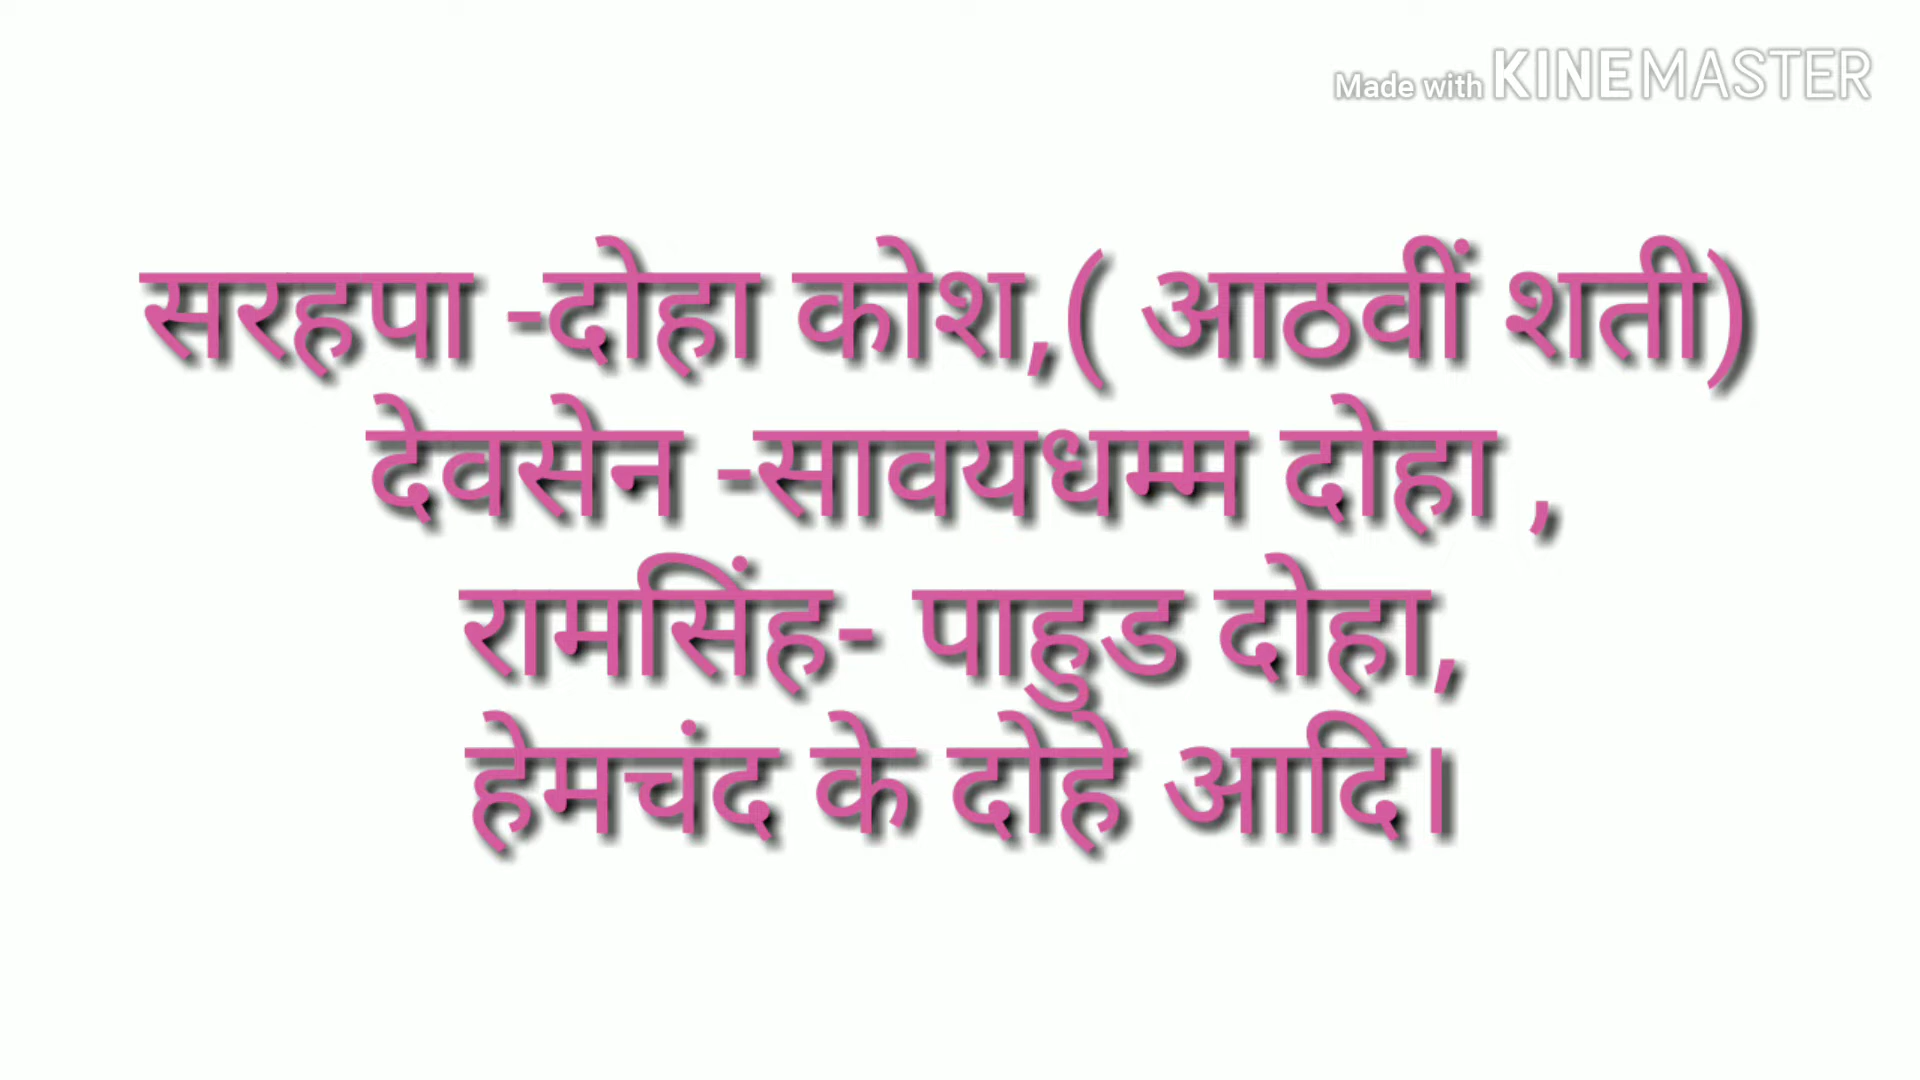 Made with KINEMASTER
सरहपा -दोहा कोश,( आठवीं शती)
देवसेन -सावयधम्म दोहा ,
रामसिंह- पाहुड दोहा,
हेमचंद के दोहे आदि।